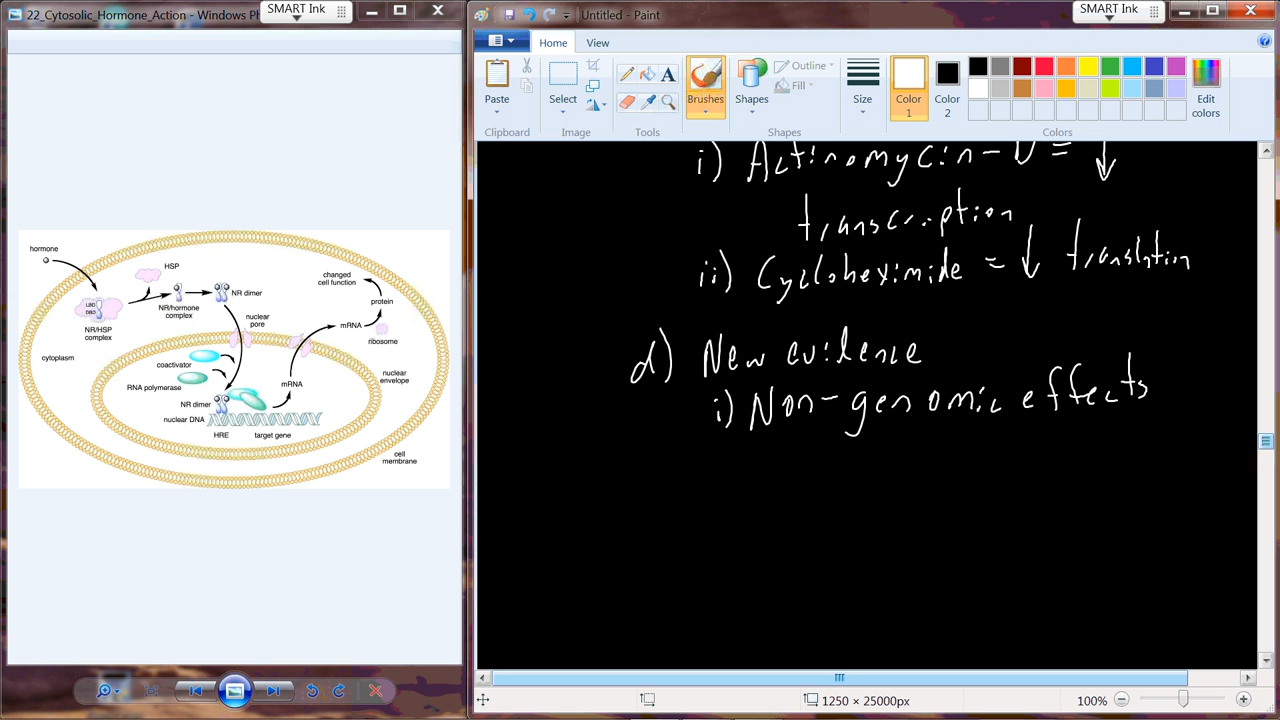 22_Cytosolic_Hormone_Action - Windows Ph
SMART Ink
Untitled - Paint
SMART Ink
Home
View
Paste
Select
Brushes
Shapes
Outline
Fill
Size
Color 1
Color 2
Edit colors
Clipboard
Image
Tools
Shapes
Colors
hormone
HSP
LBD
DBD
NR/HSP complex
NR/hormone complex
NR dimer
changed cell function
protein
mRNA
ribosome
nuclear pore
cytoplasm
coactivator
RNA polymerase
mRNA
nuclear envelope
NR dimer
nuclear DNA
HRE
target gene
cell membrane
i) Actinomycin-D = ↓
transcription
ii) Cycloheximide = ↓ translation
d) New evidence
i) Non-genomic effects
1250 × 25000px
100%